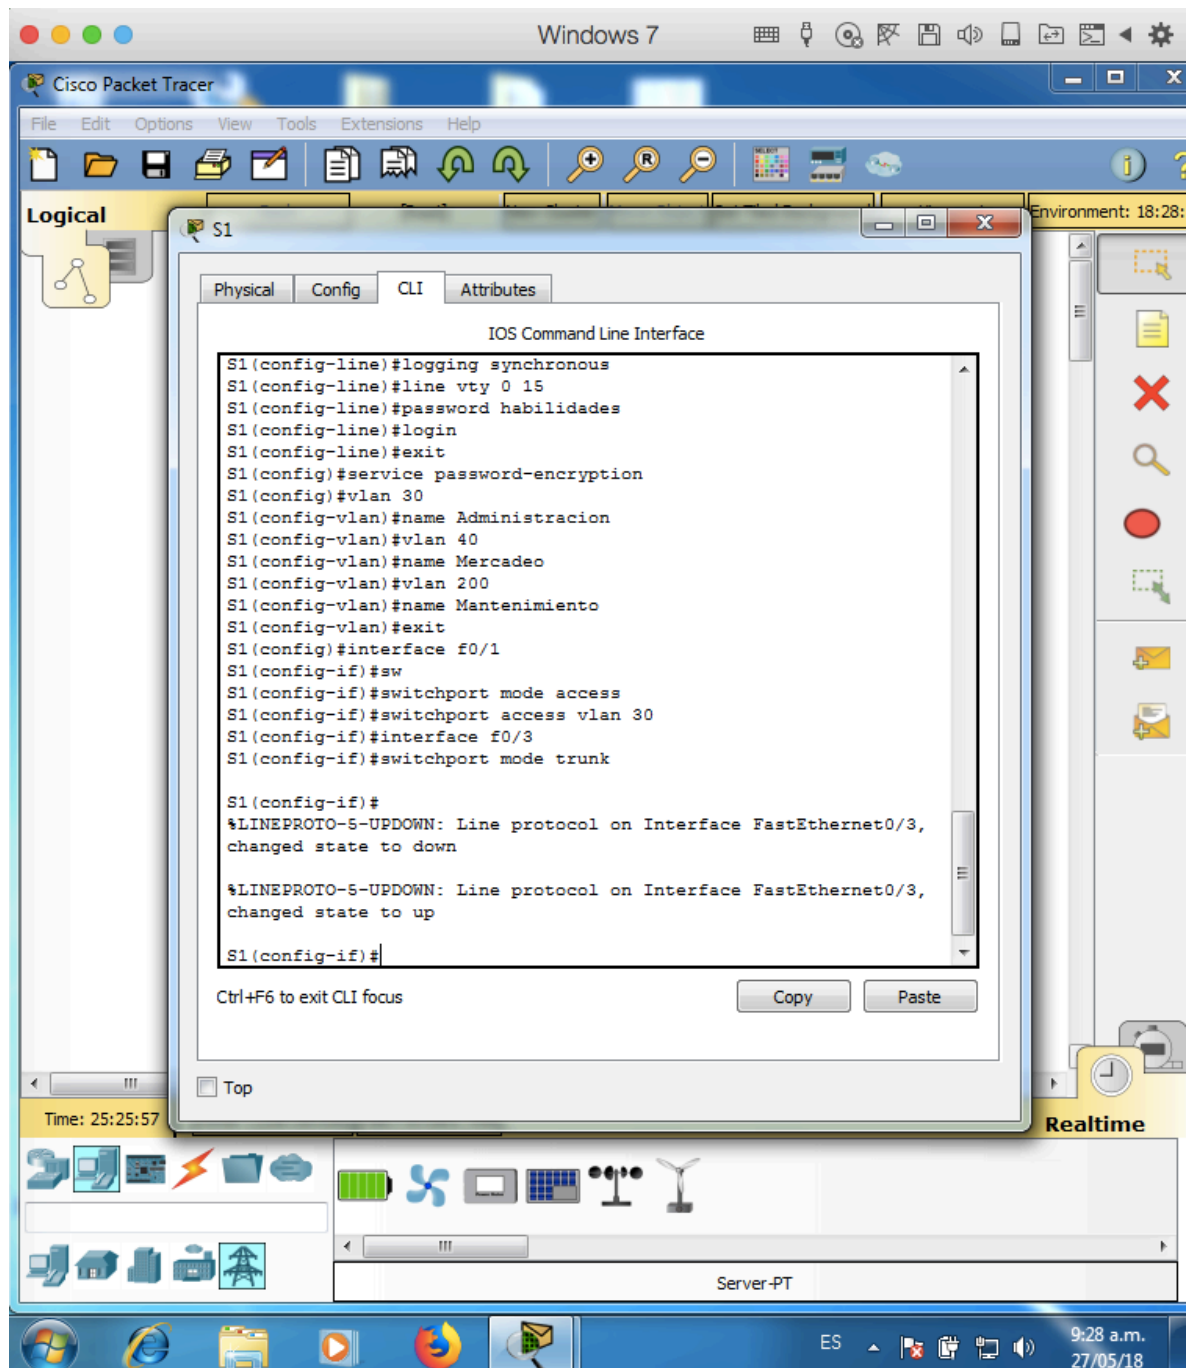 Windows 7
Cisco Packet Tracer
File Edit Options View Tools Extensions Help
Logical
Environment: 18:28:
S1
Physical Config CLI Attributes
IOS Command Line Interface
S1(config-line)#logging synchronous
S1(config-line)#line vty 0 15
S1(config-line)#password habilidades
S1(config-line)#login
S1(config-line)#exit
S1(config)#service password-encryption
S1(config)#vlan 30
S1(config-vlan)#name Administracion
S1(config-vlan)#vlan 40
S1(config-vlan)#name Mercadeo
S1(config-vlan)#vlan 200
S1(config-vlan)#name Mantenimiento
S1(config-vlan)#exit
S1(config)#interface f0/1
S1(config-if)#sw
S1(config-if)#switchport mode access
S1(config-if)#switchport access vlan 30
S1(config-if)#interface f0/3
S1(config-if)#switchport mode trunk
S1(config-if)#
%LINEPROTO-5-UPDOWN: Line protocol on Interface FastEthernet0/3,
changed state to down
%LINEPROTO-5-UPDOWN: Line protocol on Interface FastEthernet0/3,
changed state to up
S1(config-if)#
Ctrl+F6 to exit CLI focus
Copy Paste
Top
Time: 25:25:57
Realtime
Server-PT
ES
9:28 a.m.
27/05/18